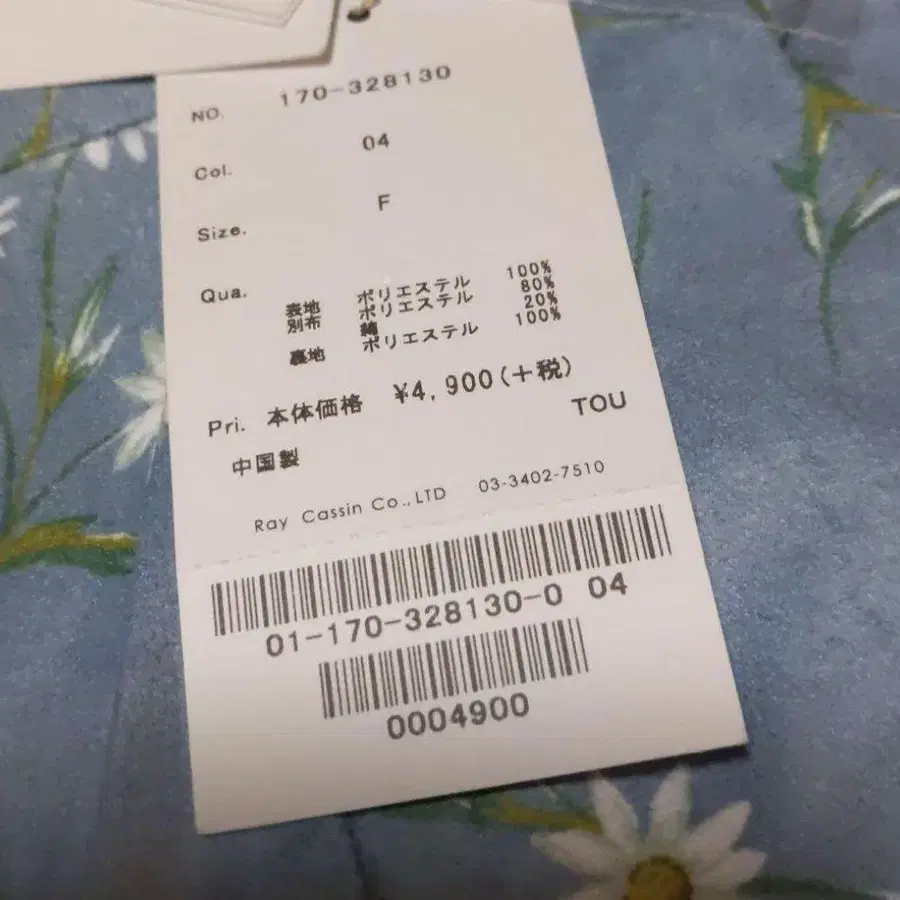 NO. 170-328130
Col. 04
Size. F
Qua. 表地 ポリエステル 100%
別布 ポリエステル 80%
綿 20%
裏地 ポリエステル 100%
Pri. 本体価格 ¥4,900(+税)
中国製 TOU
Ray Cassin Co.,LTD 03-3402-7510
01-170-328130-0 04
0004900